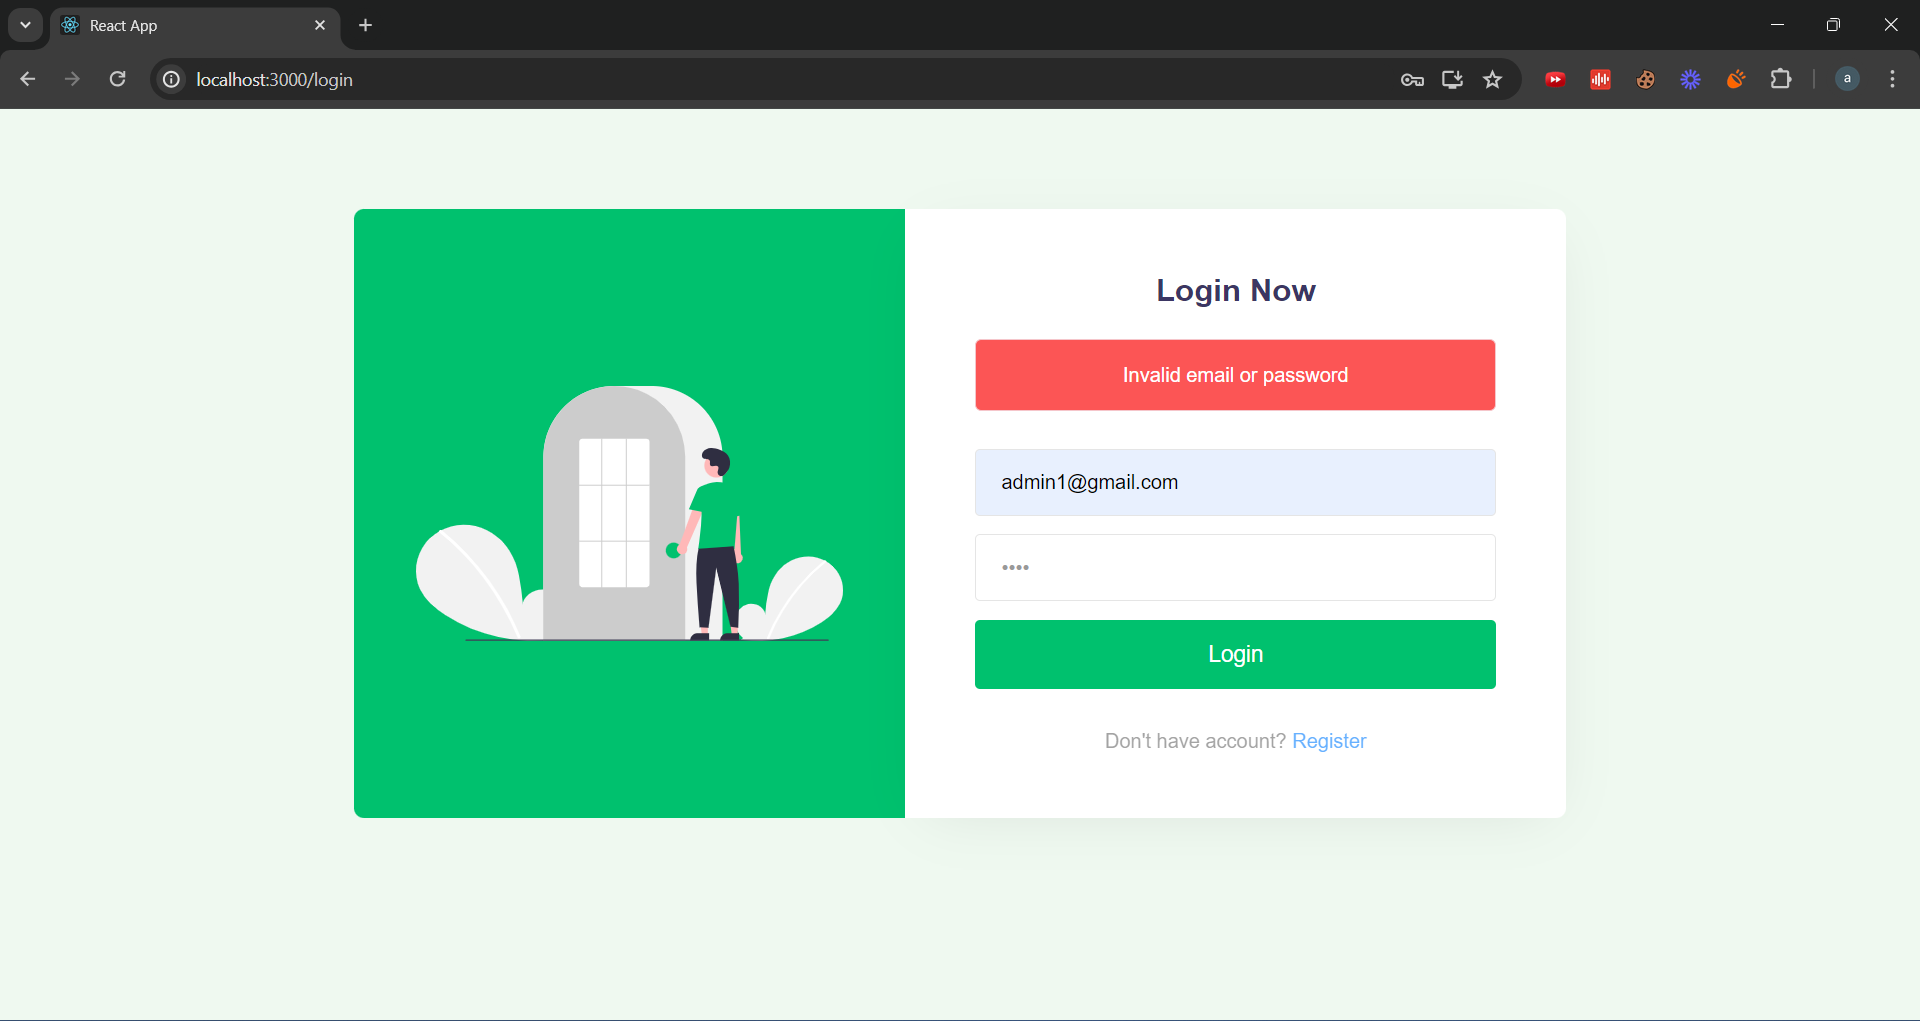 React App
localhost:3000/login
a
Login Now
Invalid email or password
admin1@gmail.com
••••
Login
Don't have account? Register